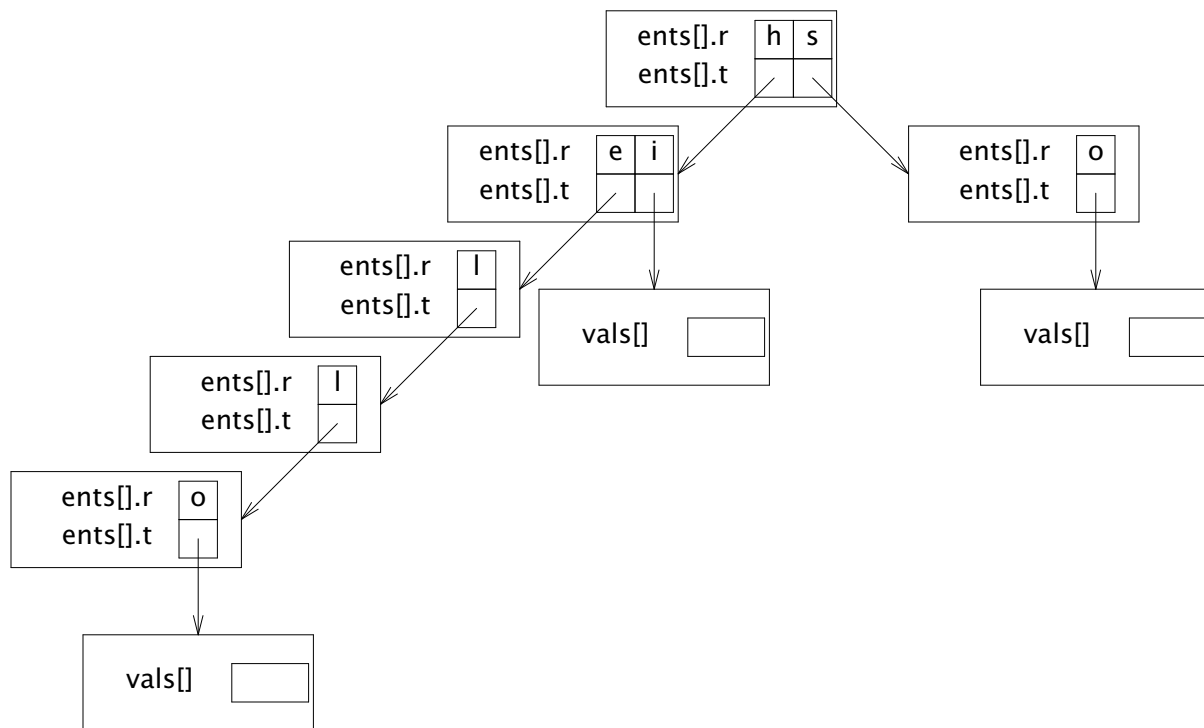 ents[].r h s
ents[].t
ents[].r e i
ents[].t
ents[].r o
ents[].t
ents[].r l
ents[].t
vals[]
vals[]
ents[].r l
ents[].t
ents[].r o
ents[].t
vals[]